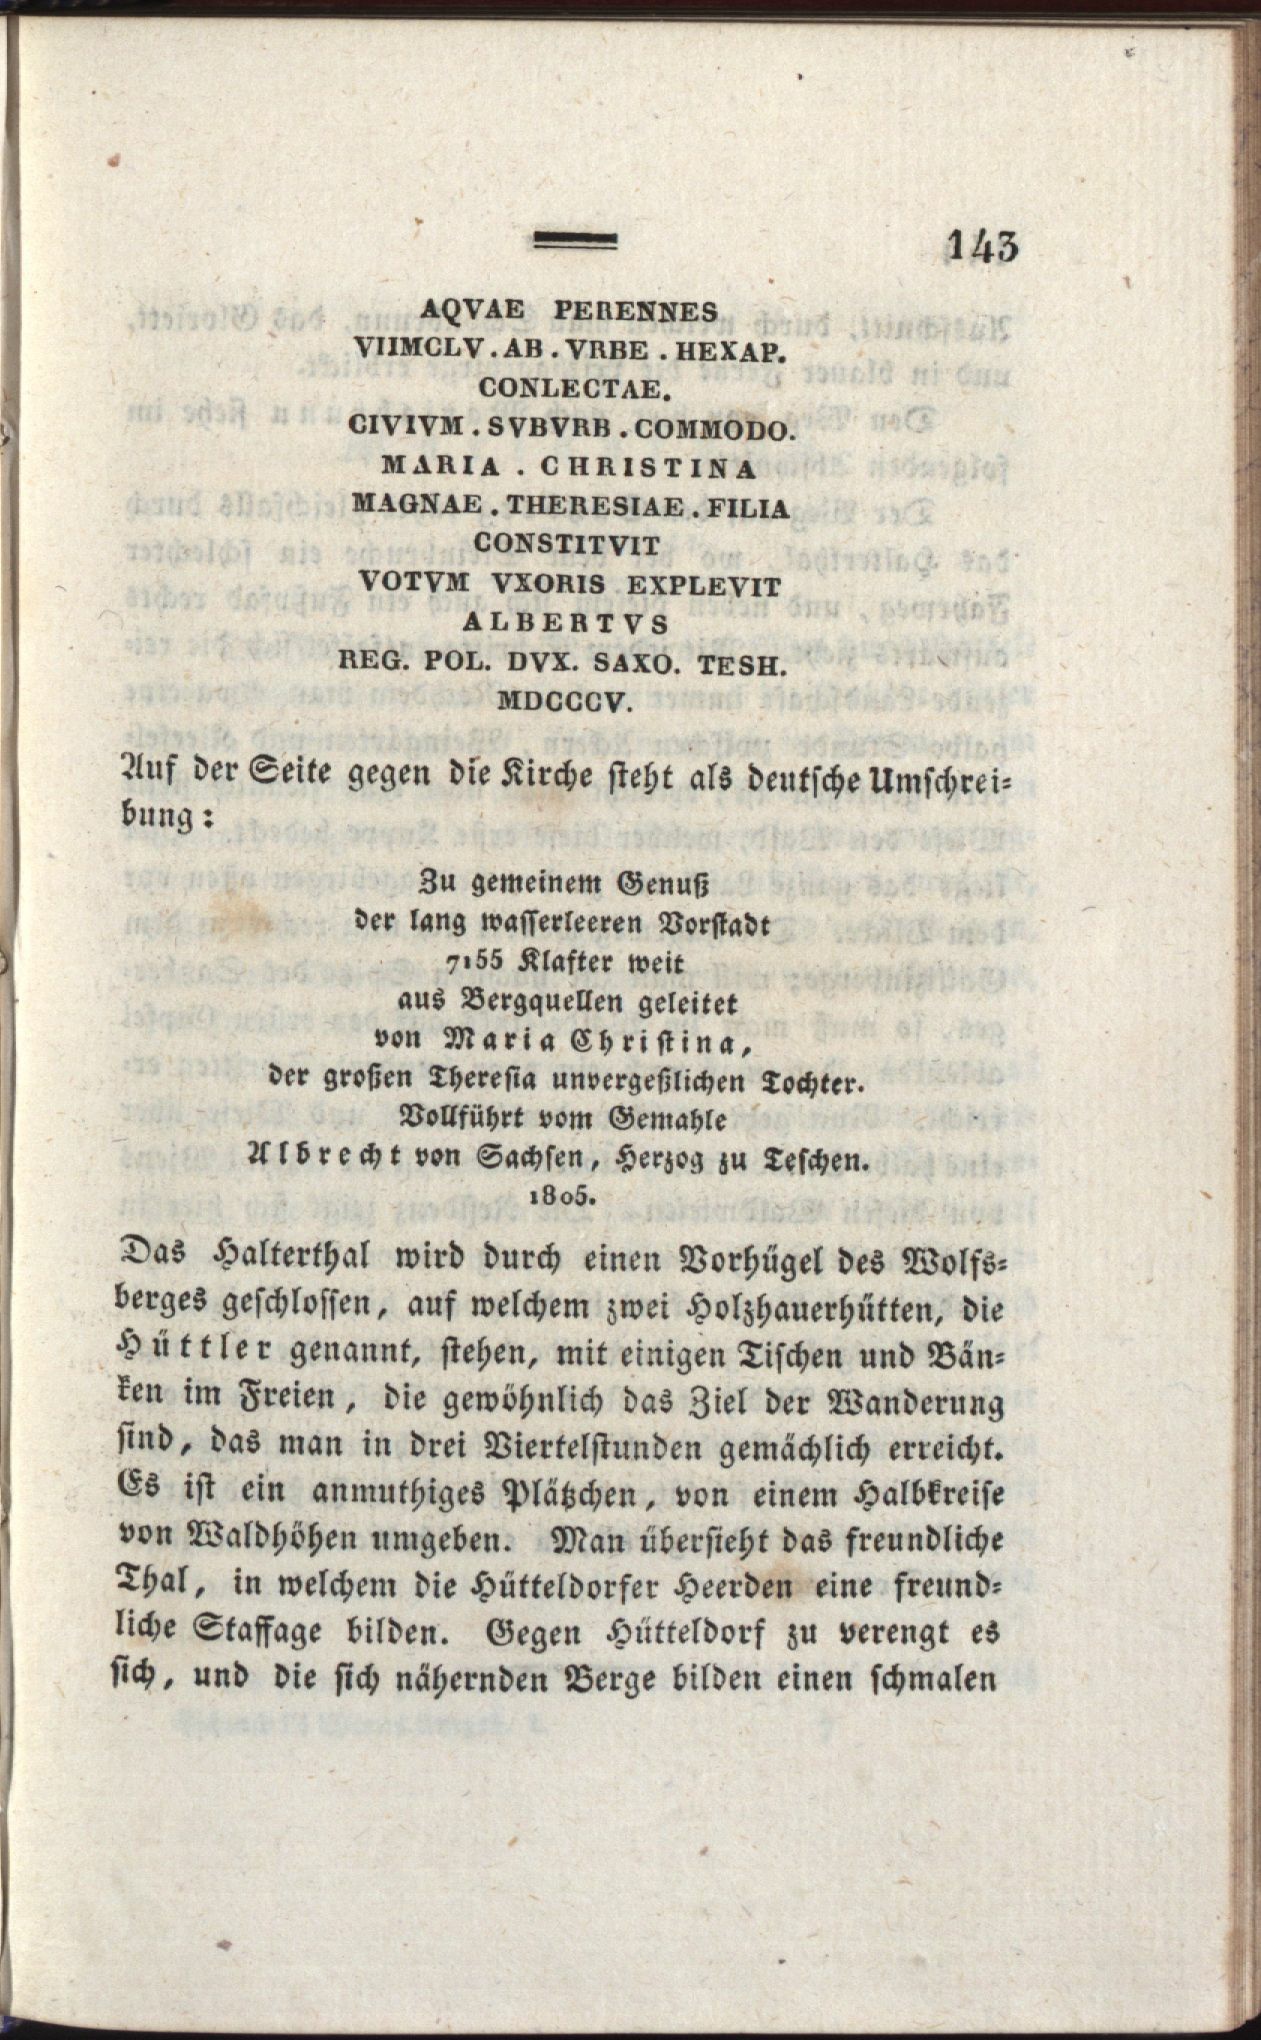 143
AQVAE PERENNES
VIIMCLV . AB . VRBE . HEXAP.
CONLECTAE.
CIVIVM . SVBVRB . COMMODO.
MARIA . CHRISTINA
MAGNAE . THERESIAE . FILIA
CONSTITVIT
VOTVM VXORIS EXPLEVIT
ALBERTVS
REG. POL. DVX. SAXO. TESH.
MDCCCV.
Auf der Seite gegen die Kirche steht als deutsche Umschrei-
bung:
Zu gemeinem Genuß
der lang wasserleeren Vorstadt
7155 Klafter weit
aus Bergquellen geleitet
von Maria Christina,
der großen Theresia unvergeßlichen Tochter.
Vollführt vom Gemahle
Albrecht von Sachsen, Herzog zu Teschen.
1805.
Das Halterthal wird durch einen Vorhügel des Wolfs-
berges geschlossen, auf welchem zwei Holzhauerhütten, die
Hüttler genannt, stehen, mit einigen Tischen und Bän-
ken im Freien, die gewöhnlich das Ziel der Wanderung
sind, das man in drei Viertelstunden gemächlich erreicht.
Es ist ein anmuthiges Plätzchen, von einem Halbkreise
von Waldhöhen umgeben. Man übersieht das freundliche
Thal, in welchem die Hütteldorfer Heerden eine freund-
liche Staffage bilden. Gegen Hütteldorf zu verengt es
sich, und die sich nähernden Berge bilden einen schmalen